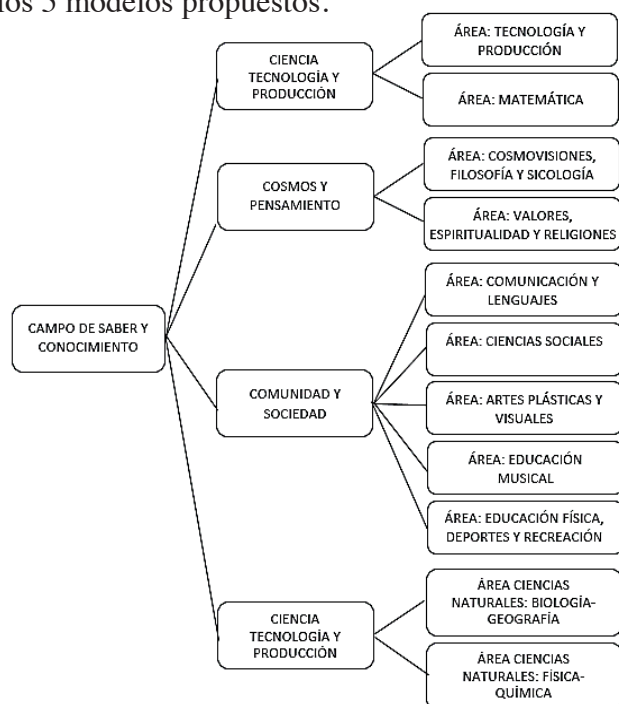 los 5 modelos propuestos.
CIENCIA
TECNOLOGÍA Y
PRODUCCIÓN
ÁREA: TECNOLOGÍA Y
PRODUCCIÓN
ÁREA: MATEMÁTICA
COSMOS Y
PENSAMIENTO
ÁREA: COSMOVISIONES,
FILOSOFÍA Y SICOLOGÍA
ÁREA: VALORES,
ESPIRITUALIDAD Y RELIGIONES
CAMPO DE SABER Y
CONOCIMIENTO
COMUNIDAD Y
SOCIEDAD
ÁREA: COMUNICACIÓN Y
LENGUAJES
ÁREA: CIENCIAS SOCIALES
ÁREA: ARTES PLÁSTICAS Y
VISUALES
ÁREA: EDUCACIÓN
MUSICAL
ÁREA: EDUCACIÓN FÍSICA,
DEPORTES Y RECREACIÓN
CIENCIA
TECNOLOGÍA Y
PRODUCCIÓN
ÁREA CIENCIAS
NATURALES: BIOLOGÍA-
GEOGRAFÍA
ÁREA CIENCIAS
NATURALES: FÍSICA-
QUÍMICA